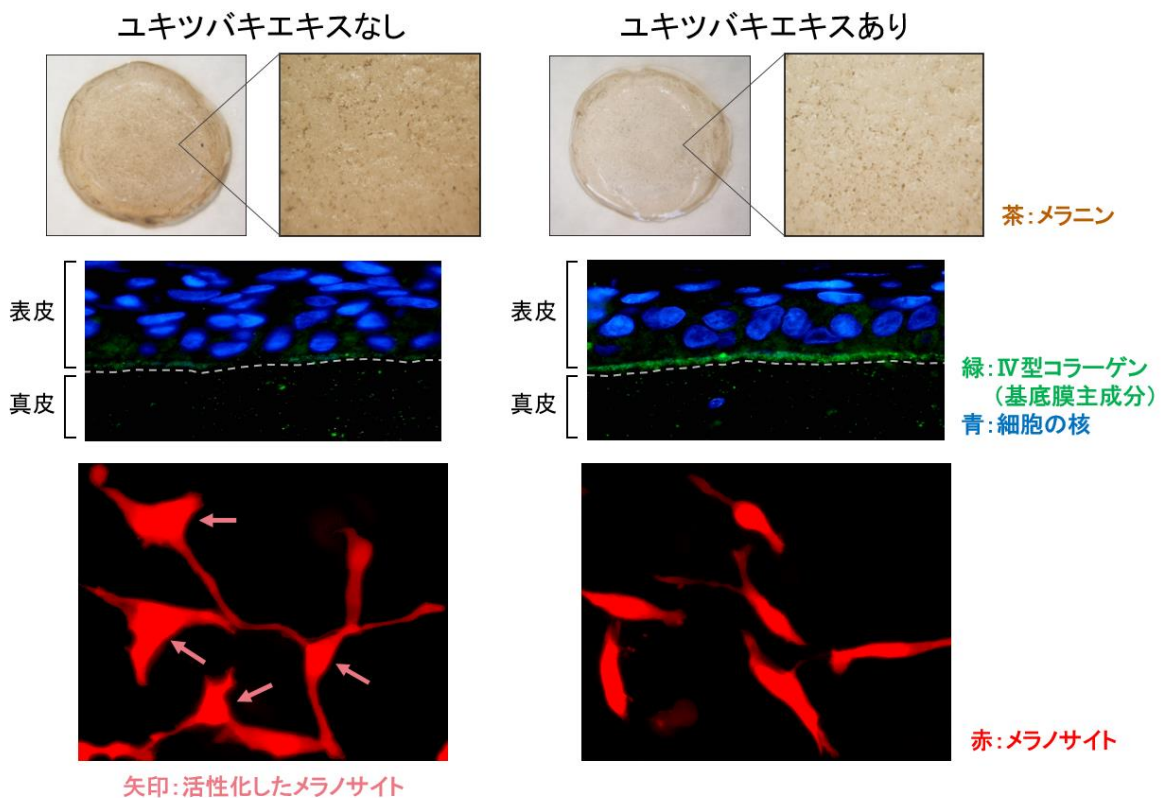 ユキツバキエキスなし
ユキツバキエキスあり
茶：メラニン
表皮
真皮
表皮
真皮
緑：Ⅳ型コラーゲン
（基底膜主成分）
青：細胞の核
赤：メラノサイト
矢印：活性化したメラノサイト